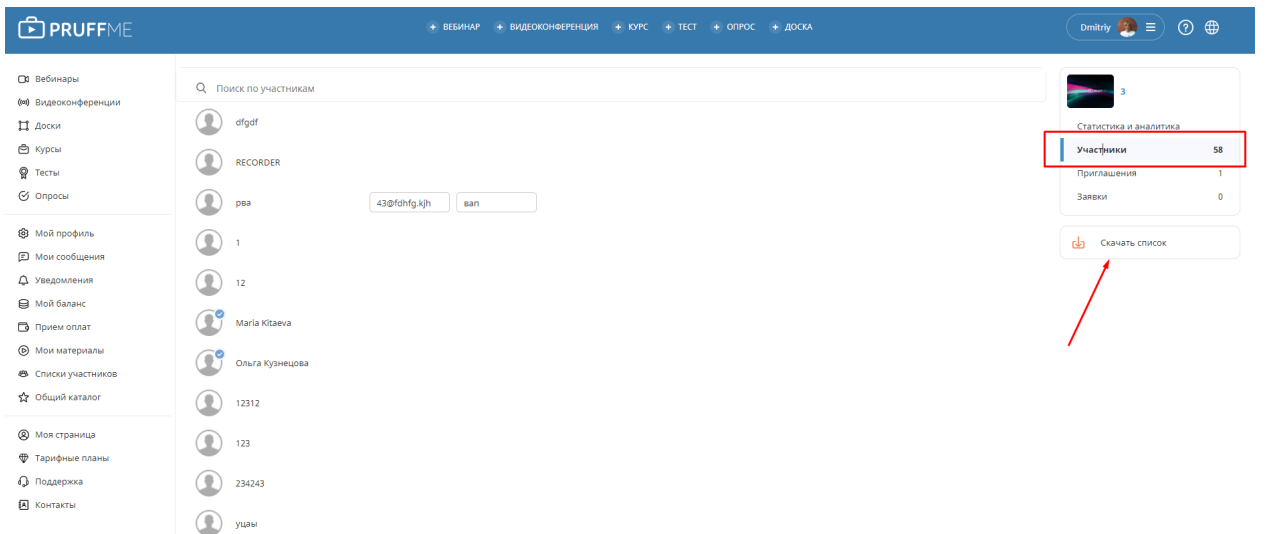 PRUFFME
+ ВЕБИНАР + ВИДЕОКОНФЕРЕНЦИЯ + КУРС + ТЕСТ + ОПРОС + ДОСКА
Dmitriy
Вебинары
Видеоконференции
Доски
Курсы
Тесты
Опросы
Мой профиль
Мои сообщения
Уведомления
Мой баланс
Прием оплат
Мои материалы
Списки участников
Общий каталог
Моя страница
Тарифные планы
Поддержка
Контакты
Поиск по участникам
dfgdf
RECORDER
рва 43@fdhfg.kjh вап
1
12
Maria Kitaeva
Ольга Кузнецова
12312
123
234243
уцаы
3
Статистика и аналитика
Участники 58
Приглашения 1
Заявки 0
Скачать список